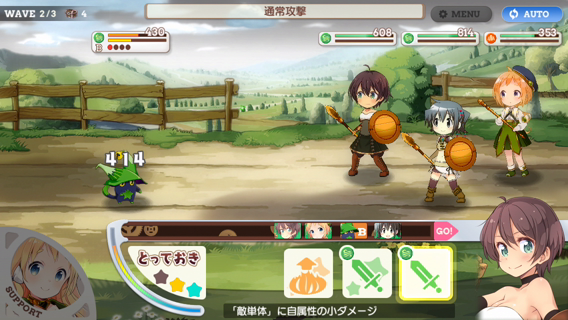 WAVE 2/3 4
通常攻撃
MENU
AUTO
430
B
608
814
353
414
GO!
とっておき
SUPPORT
「敵単体」に自属性の小ダメージ